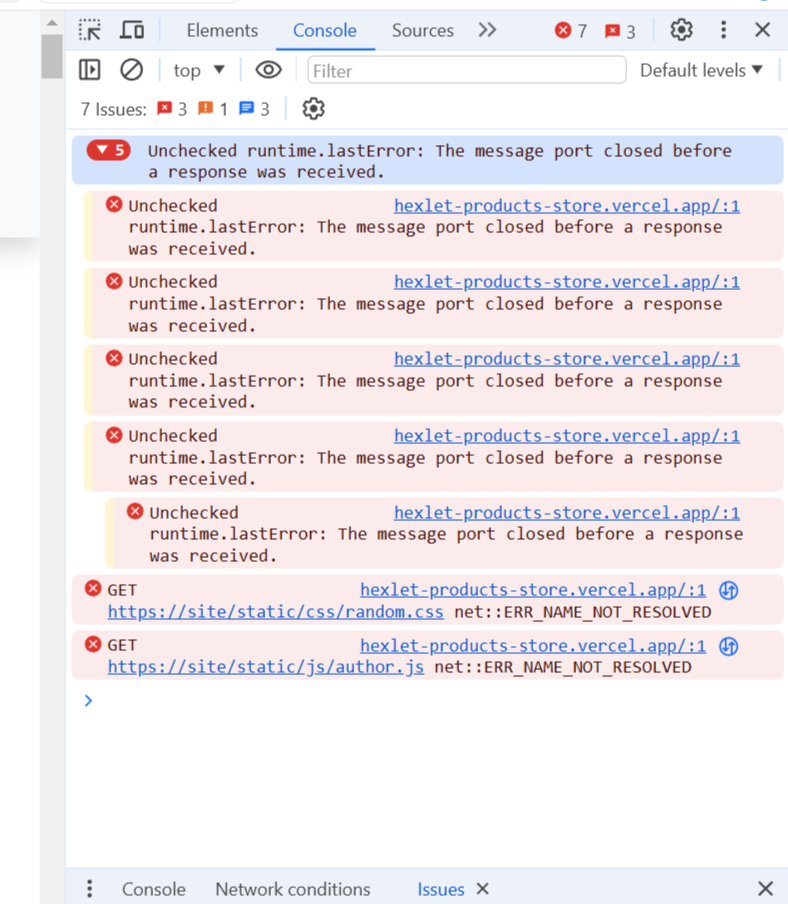 Elements Console Sources 7 3
top Filter Default levels
7 Issues: 3 1 3
5 Unchecked runtime.lastError: The message port closed before
a response was received.
Unchecked hexlet-products-store.vercel.app/:1
runtime.lastError: The message port closed before a response
was received.
Unchecked hexlet-products-store.vercel.app/:1
runtime.lastError: The message port closed before a response
was received.
Unchecked hexlet-products-store.vercel.app/:1
runtime.lastError: The message port closed before a response
was received.
Unchecked hexlet-products-store.vercel.app/:1
runtime.lastError: The message port closed before a response
was received.
Unchecked hexlet-products-store.vercel.app/:1
runtime.lastError: The message port closed before a response
was received.
GET hexlet-products-store.vercel.app/:1
https://site/static/css/random.css net::ERR_NAME_NOT_RESOLVED
GET hexlet-products-store.vercel.app/:1
https://site/static/js/author.js net::ERR_NAME_NOT_RESOLVED
Console Network conditions Issues